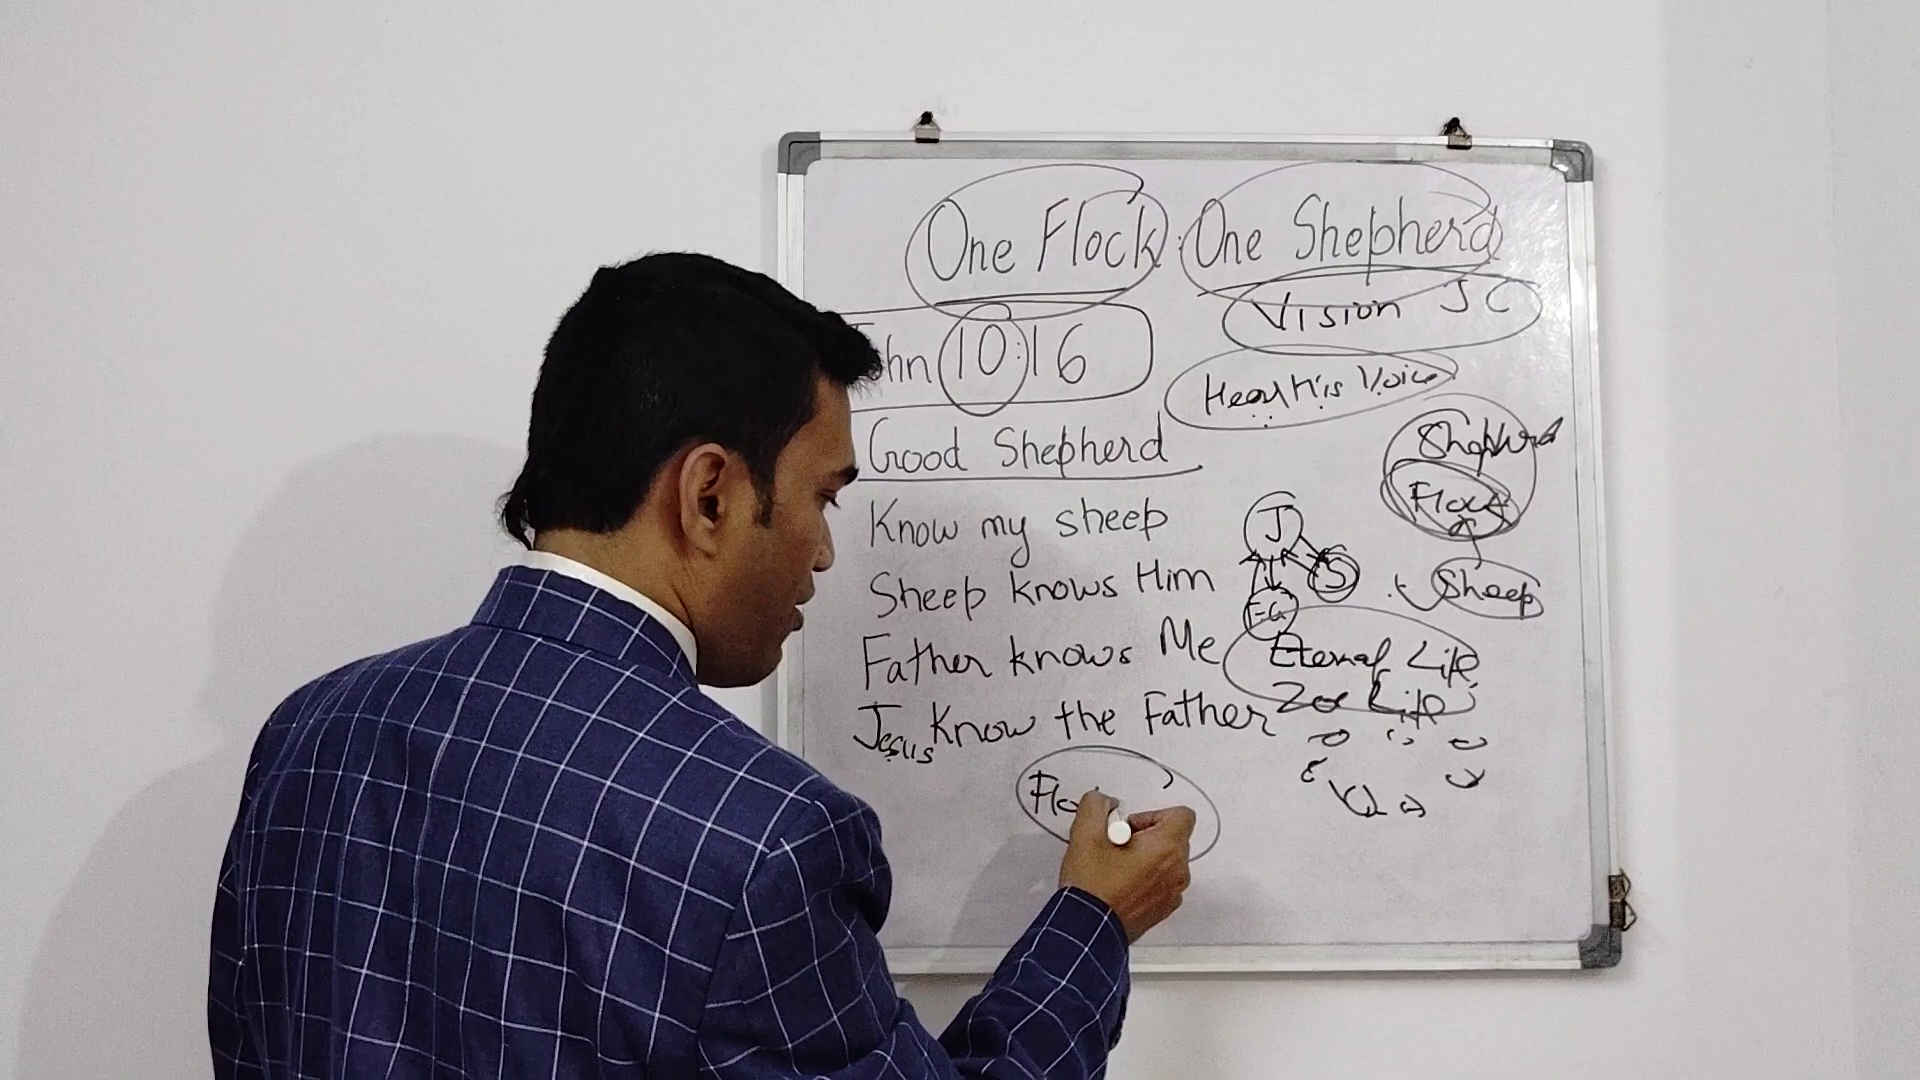 One Flock: One Shepherd
Vision JC
John 10:16
Hear His Voice
Good Shepherd
Shepherd
Flock
Know my sheep
J
Sheep knows Him
S
Sheep
F-G
Father knows Me
Eternal Life
Zoe Life
Jesus Know the Father
Flo